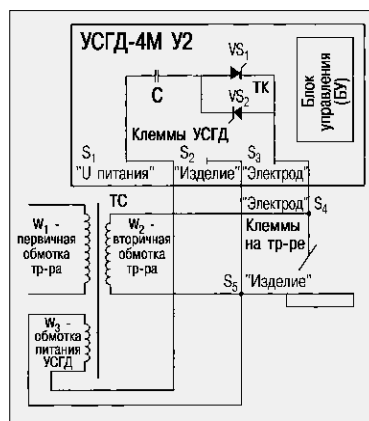 УСГД-4М У2
VS1
C
ТК
VS2
Клеммы УСГД
Блок
управления
(БУ)
S1
S2
S3
"U питания"
"Изделие"
"Электрод"
ТС
"Электрод"
S4
W1 -
первичная
обмотка
тр-ра
W2 -
вторичная
обмотка
тр-ра
Клеммы
на тр-ре
S5
"Изделие"
W3 -
обмотка
питания
УСГД